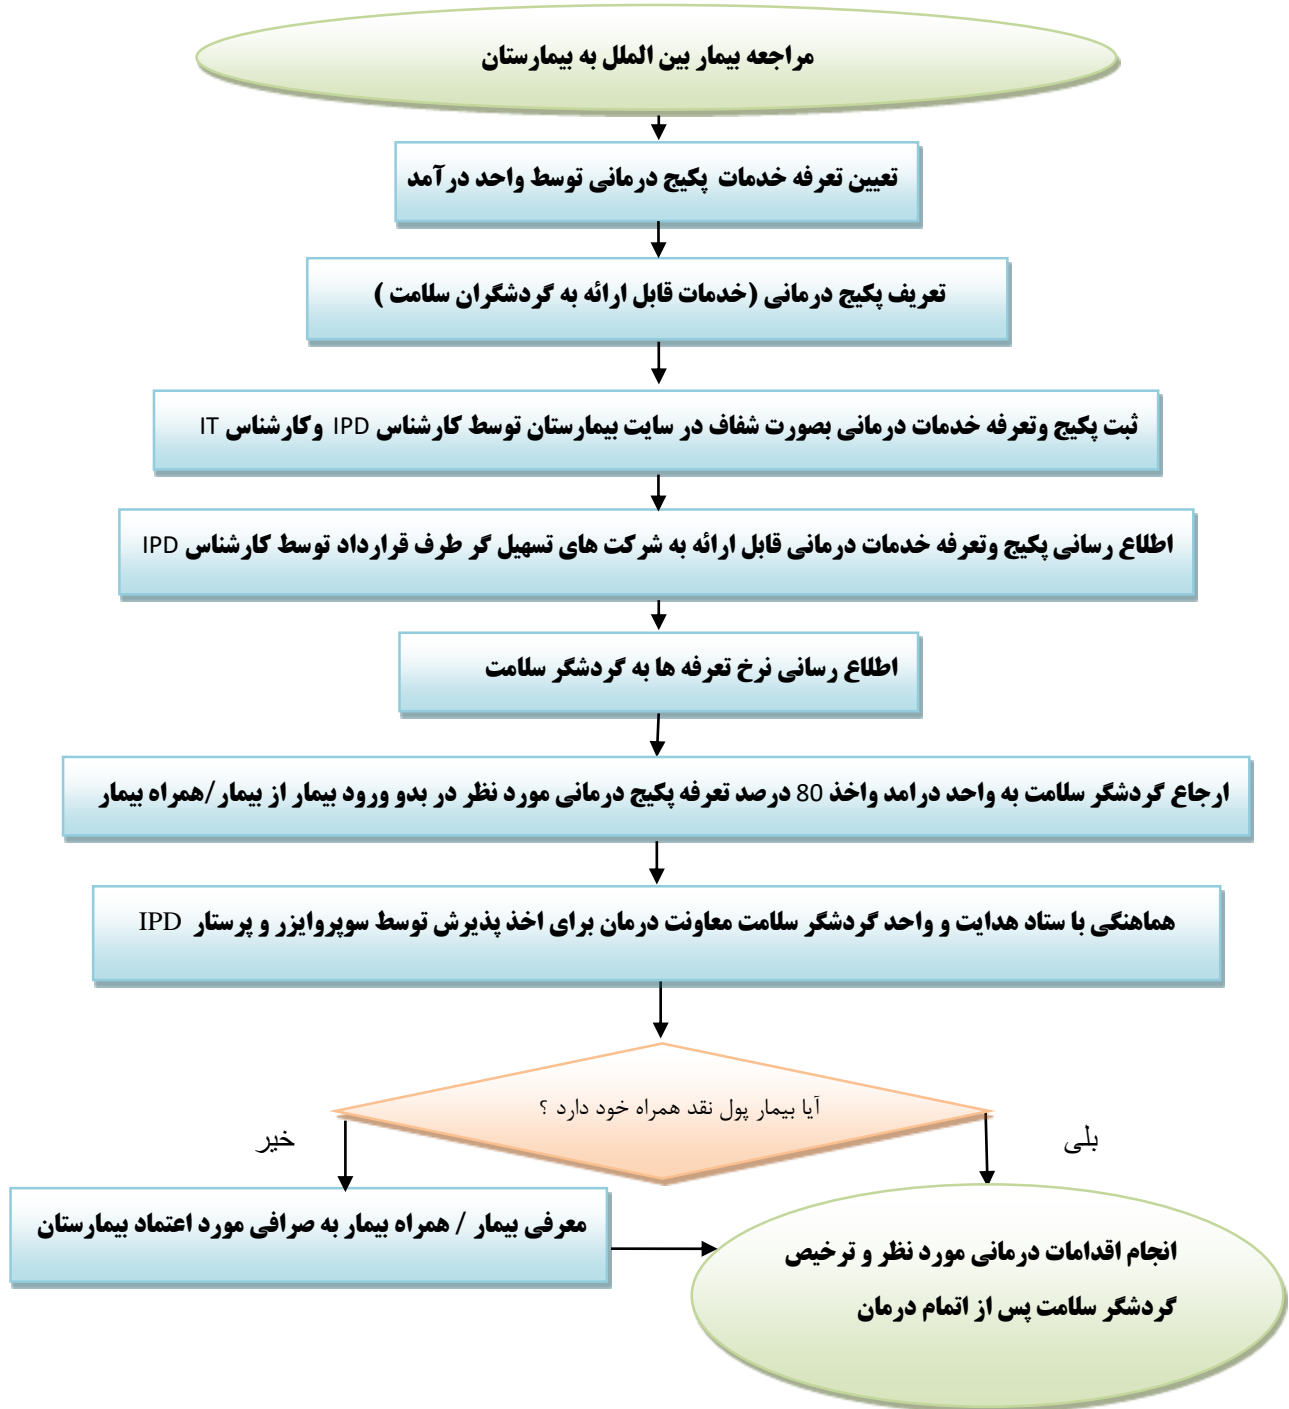 مراجعه بیمار بین الملل به بیمارستان
تعیین تعرفه خدمات پکیج درمانی توسط واحد درآمد
تعریف پکیج درمانی (خدمات قابل ارائه به گردشگران سلامت )
ثبت پکیج وتعرفه خدمات درمانی بصورت شفاف در سایت بیمارستان توسط کارشناس IPD وکارشناس IT
اطلاع رسانی پکیج وتعرفه خدمات درمانی قابل ارائه به شرکت های تسهیل گر طرف قرارداد توسط کارشناس IPD
اطلاع رسانی نرخ تعرفه ها به گردشگر سلامت
ارجاع گردشگر سلامت به واحد درامد واخذ 80 درصد تعرفه پکیج درمانی مورد نظر در بدو ورود بیمار از بیمار/همراه بیمار
هماهنگی با ستاد هدایت و واحد گردشگر سلامت معاونت درمان برای اخذ پذیرش توسط سوپروایزر و پرستار IPD
آیا بیمار پول نقد همراه خود دارد ؟
بلی
خیر
معرفی بیمار / همراه بیمار به صرافی مورد اعتماد بیمارستان
انجام اقدامات درمانی مورد نظر و ترخیص
گردشگر سلامت پس از اتمام درمان